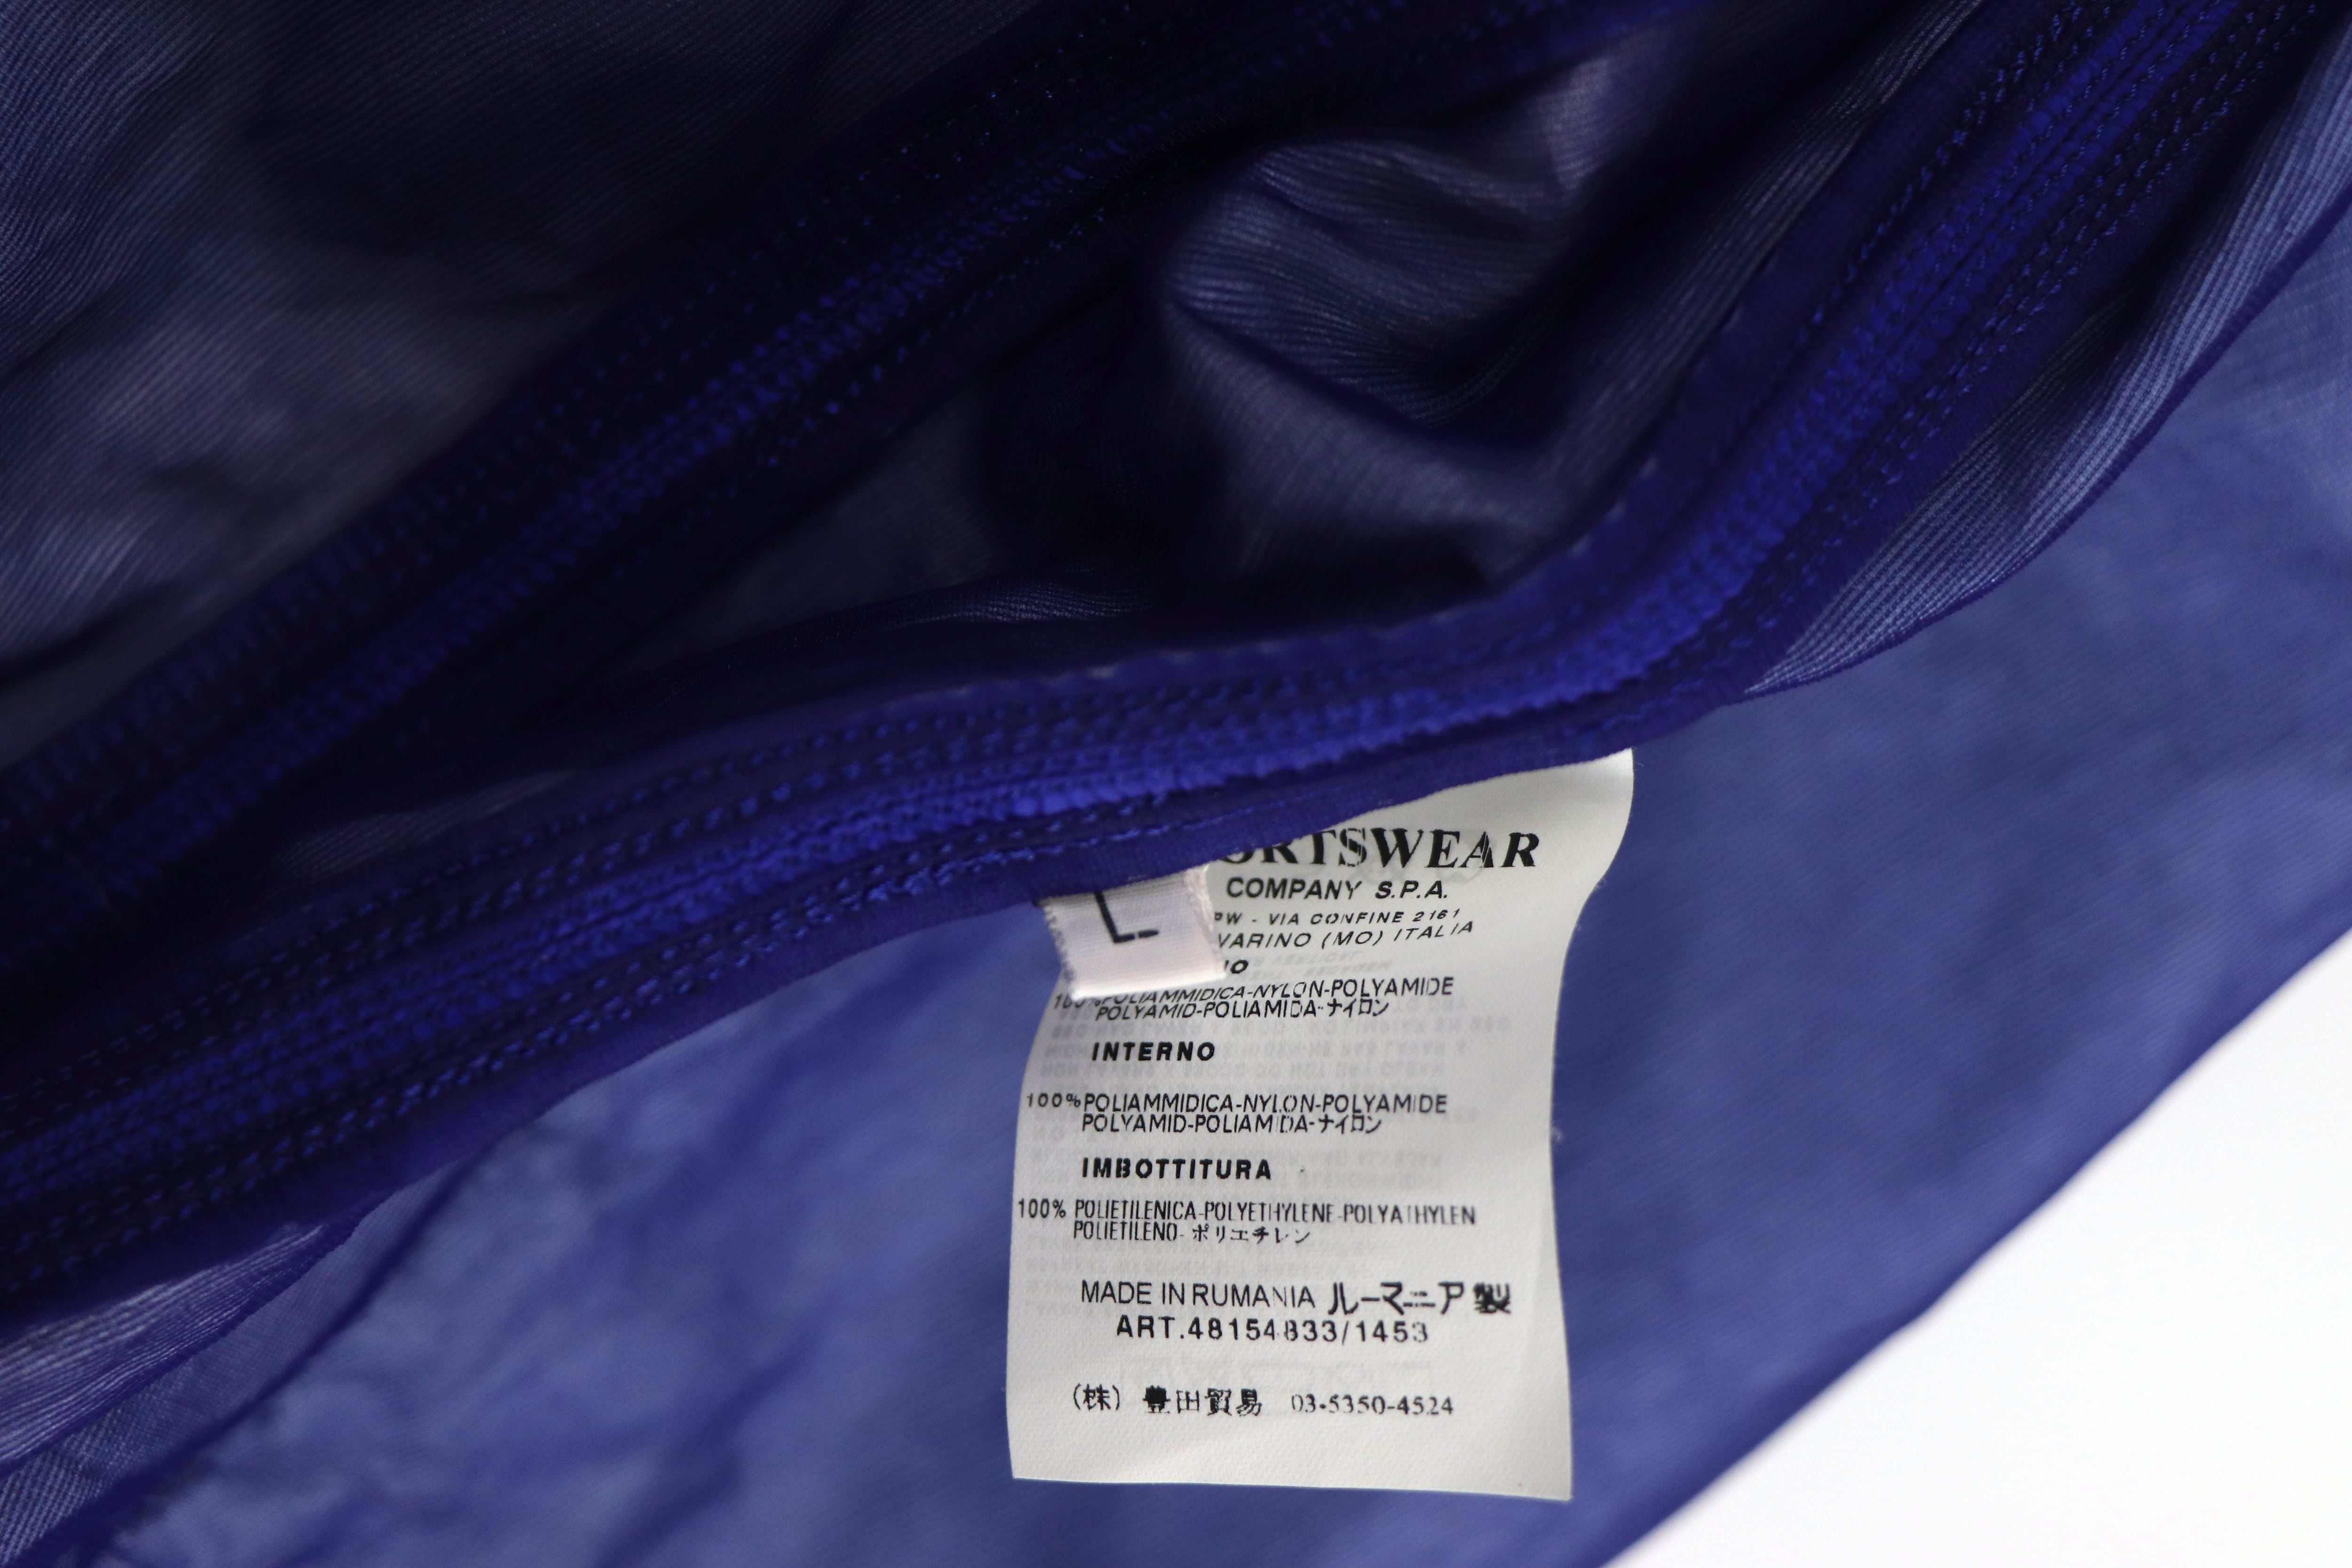 L
ORTSWEAR
COMPANY S.P.A.
PW - VIA CONFINE 2161
VARINO (MO) ITALIA
NO
100% POLIAMMIDICA-NYLON-POLYAMIDE
POLYAMID-POLIAMIDA-ナイロン
INTERNO
100% POLIAMMIDICA-NYLON-POLYAMIDE
POLYAMID-POLIAMIDA-ナイロン
IMBOTTITURA
100% POLIETILENICA-POLYETHYLENE-POLYATHYLEN
POLIETILENO-ポリエチレン
MADE IN RUMANIA ルーマニア製
ART.48154833/1453
(株) 豊田貿易 03-5350-4524